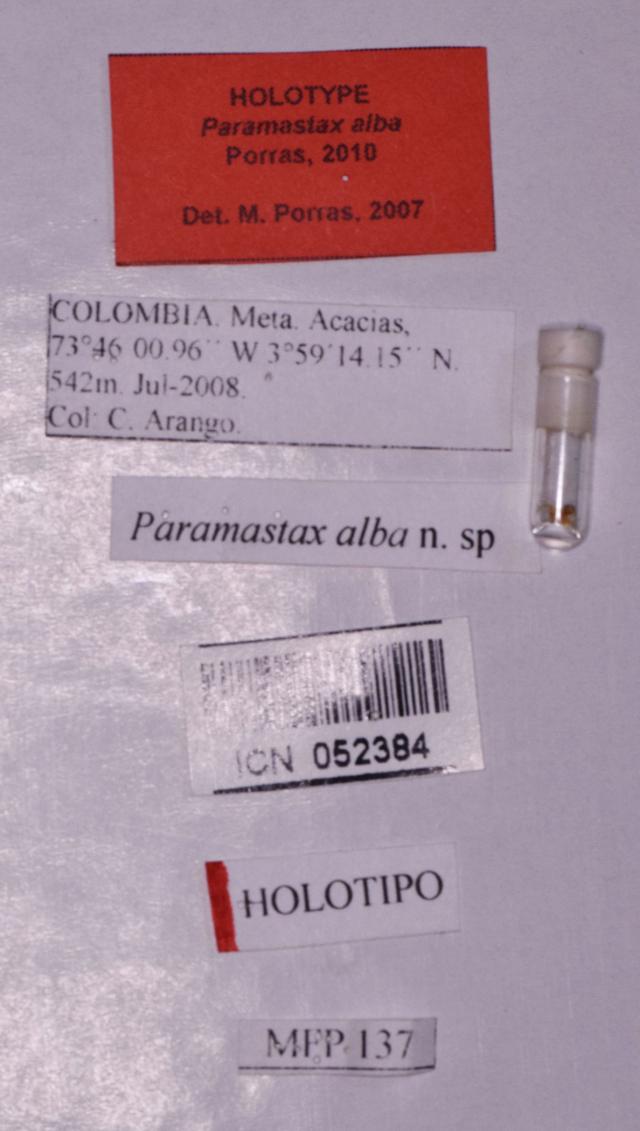 HOLOTYPE
Paramastax alba
Porras, 2010
Det. M. Porras, 2007
COLOMBIA. Meta. Acacias,
73°46 00.96´´ W 3°59´14.15´´ N.
542m. Jul-2008.
Col: C. Arango.
Paramastax alba n. sp
ICN 052384
HOLOTIPO
MFP 137